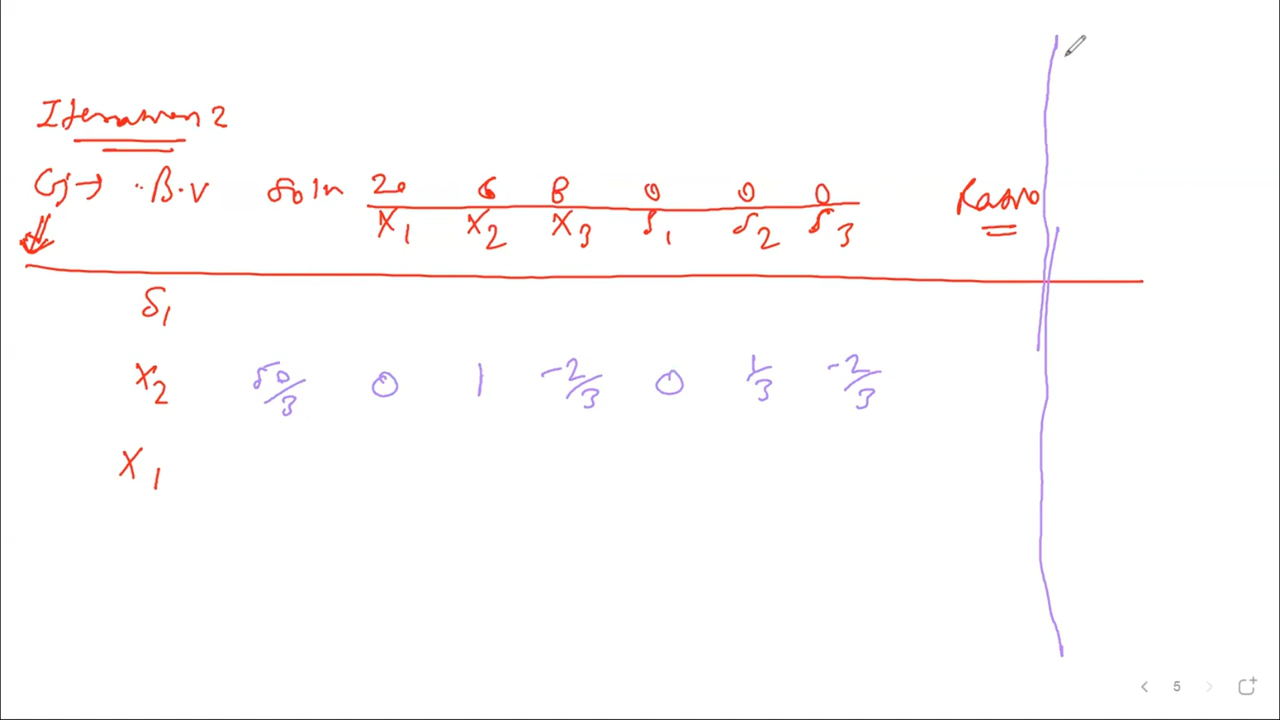 Iteration 2
Cj→ B.V Soln 20 6 8 0 0 0 Ratio
X1 X2 X3 S1 S2 S3
S1
X2 50/3 0 1 -2/3 0 1/3 -2/3
X1
5